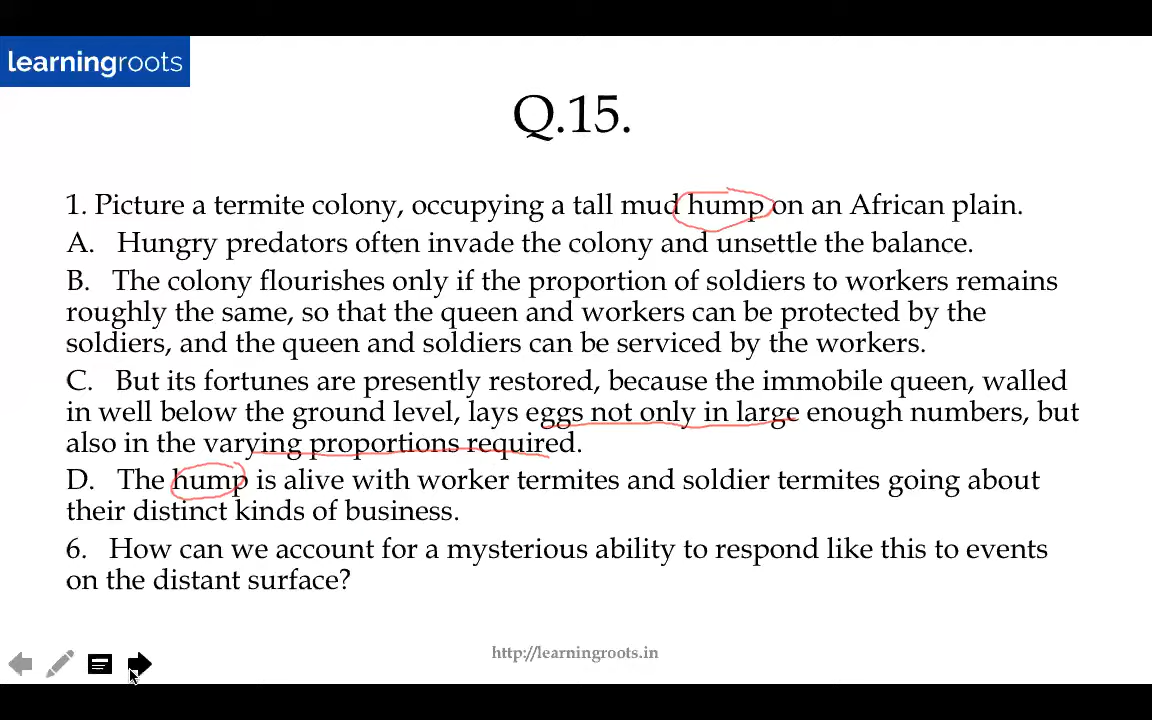 learningroots
Q.15.
1. Picture a termite colony, occupying a tall mud hump on an African plain.
A. Hungry predators often invade the colony and unsettle the balance.
B. The colony flourishes only if the proportion of soldiers to workers remains
roughly the same, so that the queen and workers can be protected by the
soldiers, and the queen and soldiers can be serviced by the workers.
C. But its fortunes are presently restored, because the immobile queen, walled
in well below the ground level, lays eggs not only in large enough numbers, but
also in the varying proportions required.
D. The hump is alive with worker termites and soldier termites going about
their distinct kinds of business.
6. How can we account for a mysterious ability to respond like this to events
on the distant surface?
http://learningroots.in